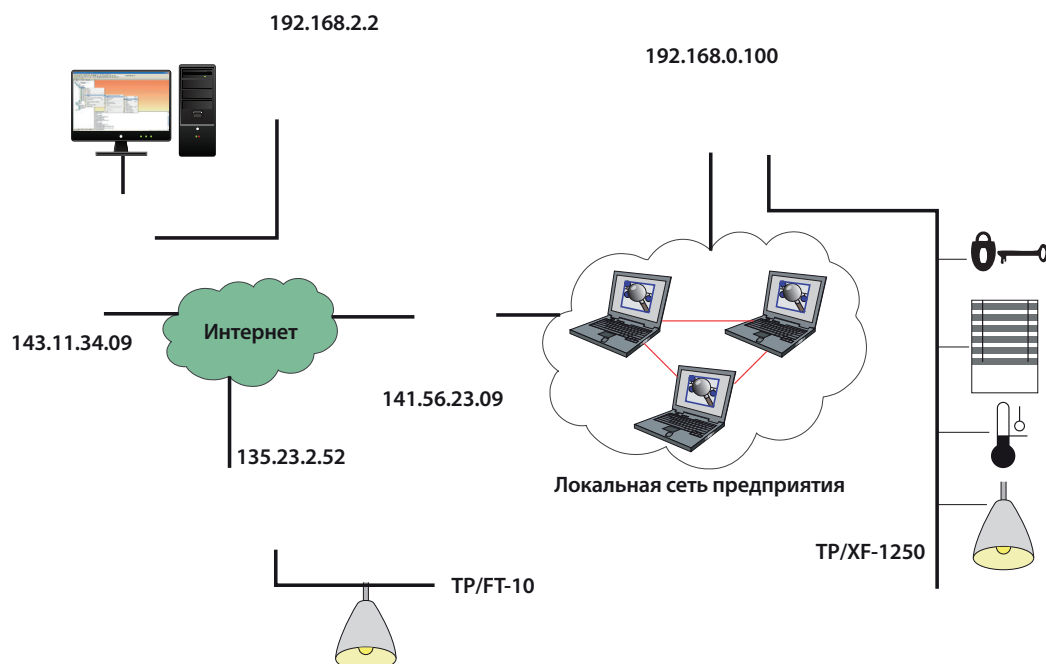 192.168.2.2
192.168.0.100
Интернет
143.11.34.09
141.56.23.09
135.23.2.52
Локальная сеть предприятия
TP/XF-1250
TP/FT-10